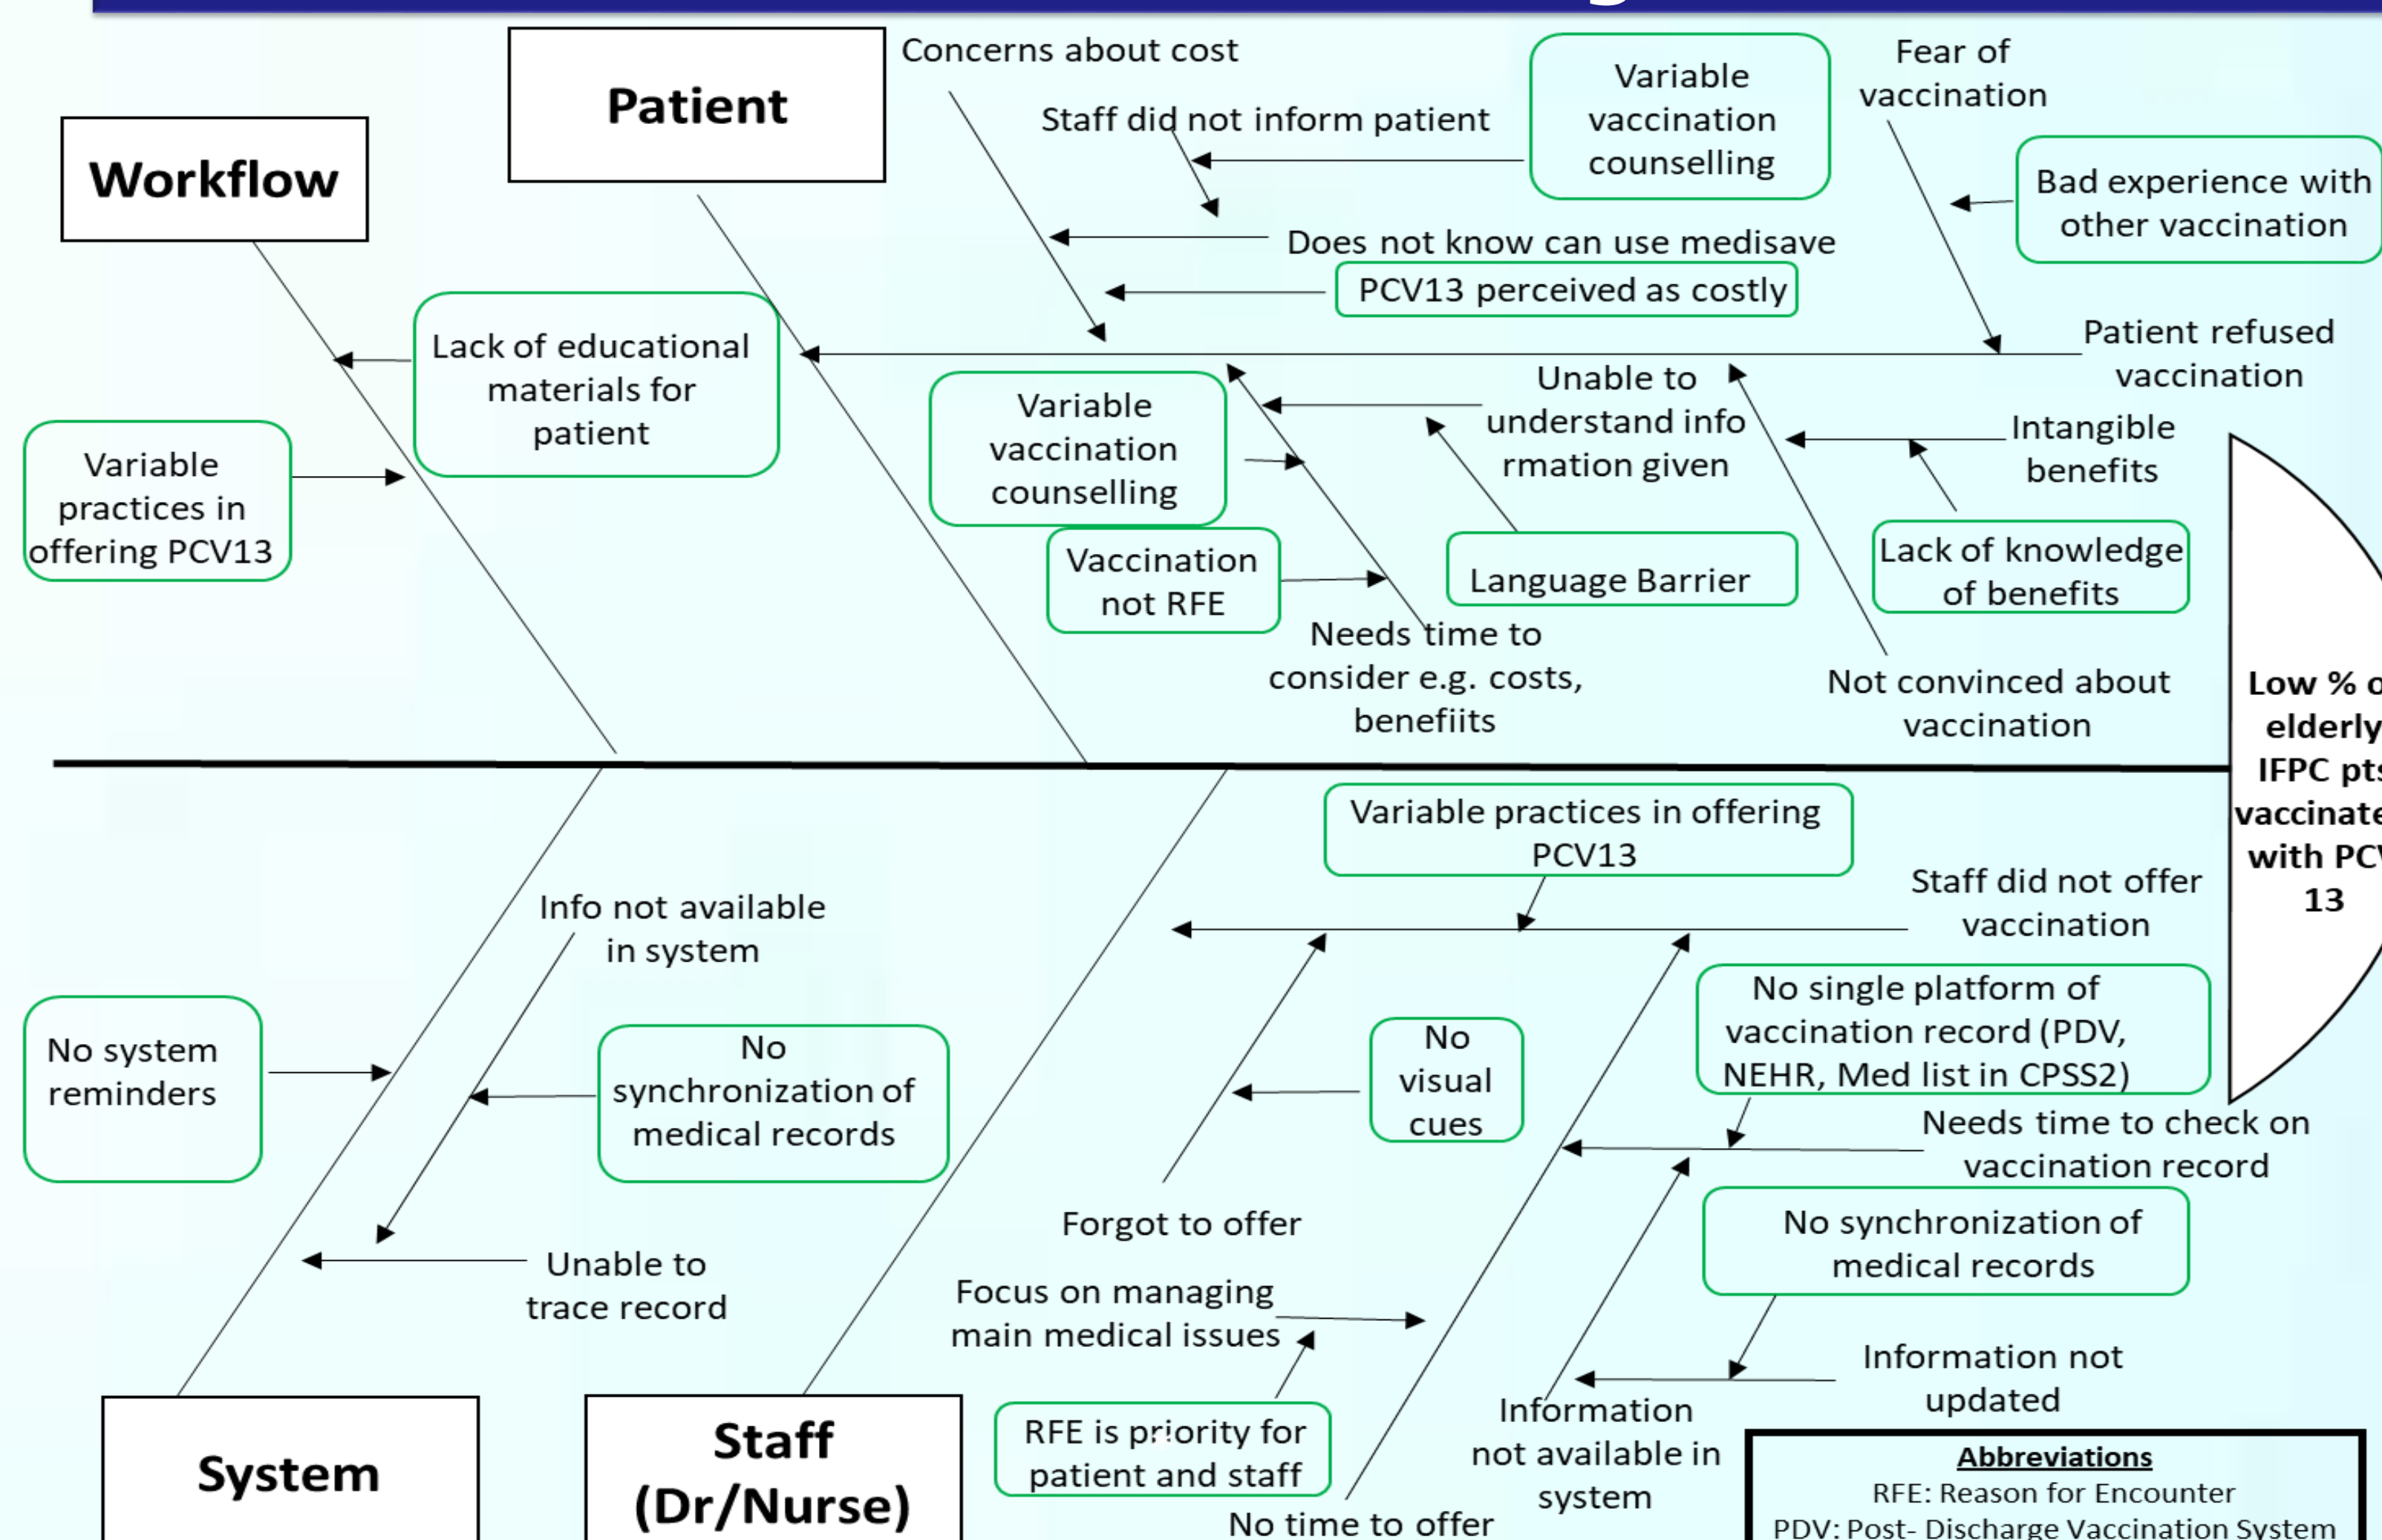 Concerns about cost
Patient
Workflow
Staff did not inform patient
Variable
vaccination
counselling
Fear of
vaccination
Bad experience with
other vaccination
Does not know can use medisave
PCV13 perceived as costly
Patient refused
vaccination
Lack of educational
materials for
patient
Variable
practices in
offering PCV13
Variable
vaccination
counselling
Unable to
understand info
rmation given
Intangible
benefits
Vaccination
not RFE
Language Barrier
Lack of knowledge
of benefits
Needs time to
consider e.g. costs,
benefiits
Not convinced about
vaccination
Low %
elderly
IFPC
with
13
Variable practices in offering
PCV13
Staff did not offer
vaccination
Info not available
in system
No single platform of
vaccination record (PDV,
NEHR, Med list in CPSS2)
No system
reminders
No
synchronization of
medical records
No
visual
cues
Needs time to check on
vaccination record
Forgot to offer
No synchronization of
medical records
Unable to
trace record
Focus on managing
main medical issues
Information not
updated
RFE is priority for
patient and staff
Information
not available in
system
No time to offer
System
Staff
(Dr/Nurse)
Abbreviations
RFE: Reason for Encounter
PDV: Post- Discharge Vaccination System